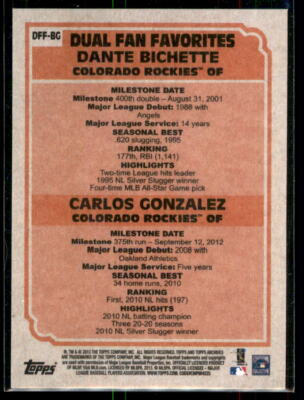 DFF-BG
DUAL FAN FAVORITES
DANTE BICHETTE
COLORADO ROCKIES™ OF
MILESTONE DATE
Milestone 400th double – August 31, 2001
Major League Debut: 1988 with
Angels
Major League Service: 14 years
SEASONAL BEST
.620 slugging, 1995
RANKING
177th, RBI (1,141)
HIGHLIGHTS
Two-time League hits leader
1995 NL Silver Slugger winner
Four-time MLB All-Star Game pick
CARLOS GONZALEZ
COLORADO ROCKIES™ OF
MILESTONE DATE
Milestone 375th run – September 12, 2012
Major League Debut: 2008 with
Oakland Athletics
Major League Service: Five years
SEASONAL BEST
34 home runs, 2010
RANKING
First, 2010 NL hits (197)
HIGHLIGHTS
2010 NL batting champion
Three 20-20 seasons
2010 NL Silver Slugger winner
Topps